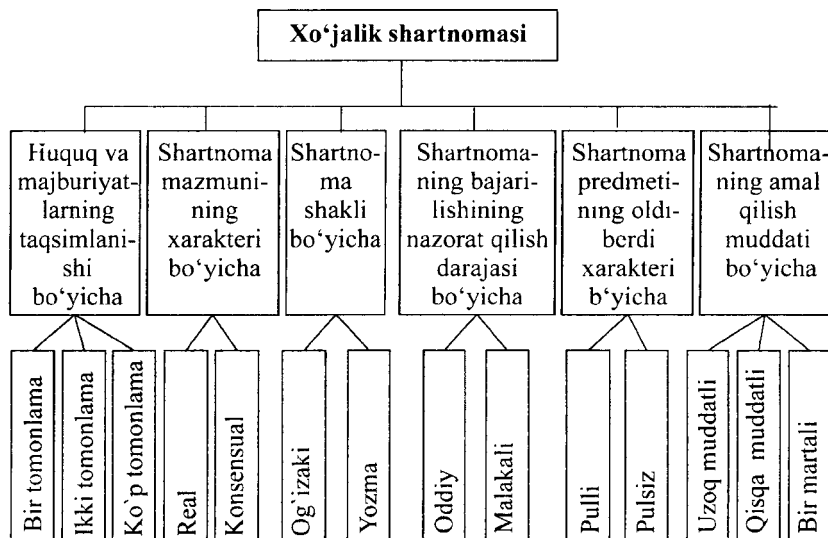 Xo‘jalik shartnomasi
Huquq va
majburiyat-
larning
taqsimlani-
shi
bo‘yicha
Shartnoma
mazmuni-
ning
xarakteri
bo‘yicha
Shartno-
ma
shakli
bo‘yicha
Shartnoma-
ning bajari-
lishining
nazorat qilish
darajasi
bo‘yicha
Shartnoma
predmeti-
ning oldi-
berdi
xarakteri
b‘yicha
Shartnoma-
ning amal
qilish
muddati
bo‘yicha
Bir tomonlama
Ikki tomonlama
Ko`p tomonlama
Real
Konsensual
Og`izaki
Yozma
Oddiy
Malakali
Pulli
Pulsiz
Uzoq muddatli
Qisqa muddatli
Bir martali